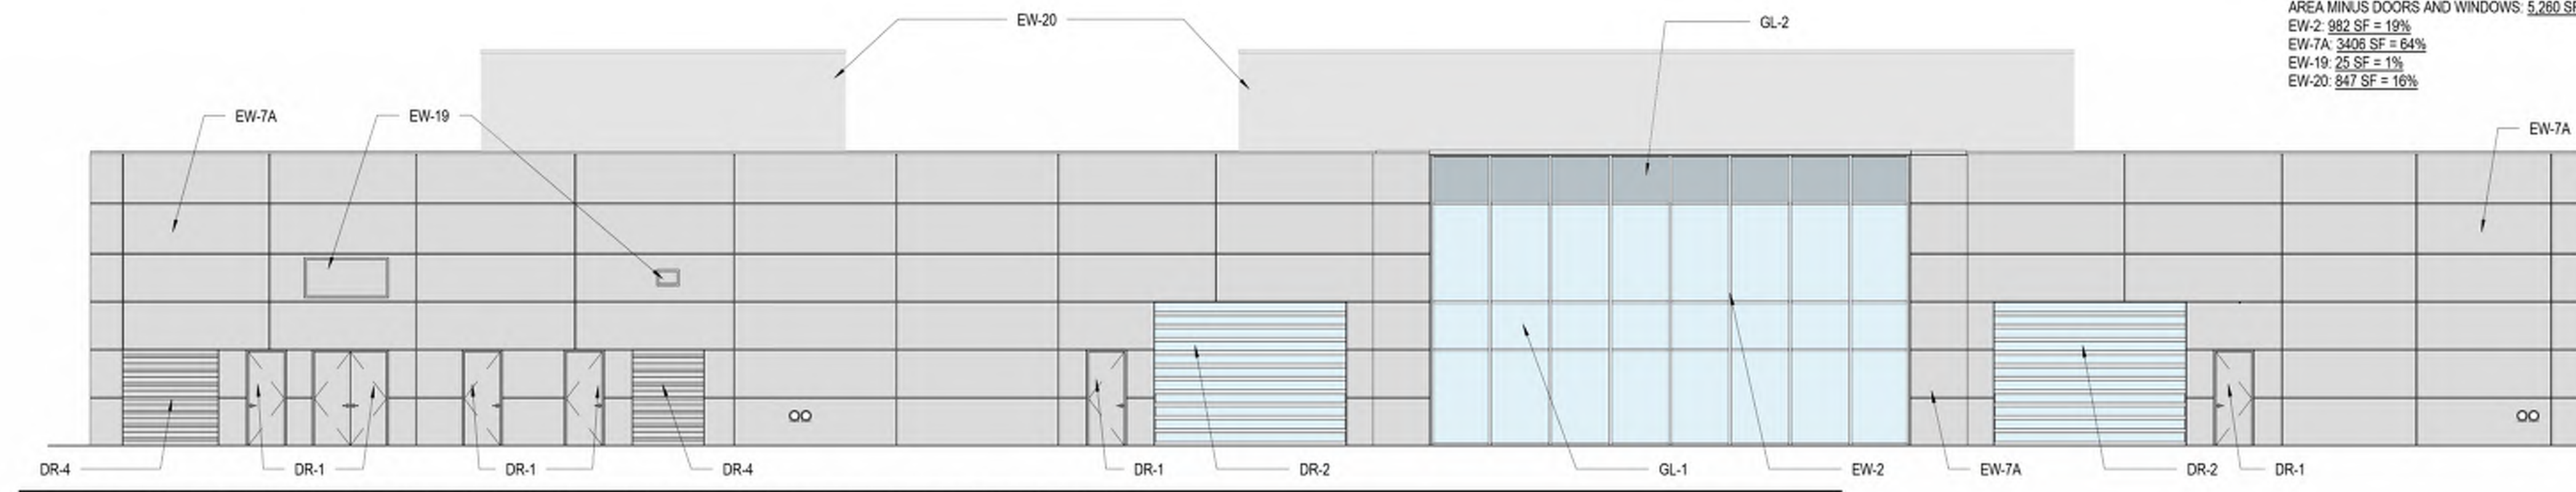 EW-20
GL-2
AREA MINUS DOORS AND WINDOWS: 5,260 SF
EW-2: 982 SF = 19%
EW-7A: 3406 SF = 64%
EW-19: 25 SF = 1%
EW-20: 847 SF = 16%
EW-7A
EW-19
EW-7A
DR-4
DR-1
DR-1
DR-4
DR-1
DR-2
GL-1
EW-2
EW-7A
DR-2
DR-1